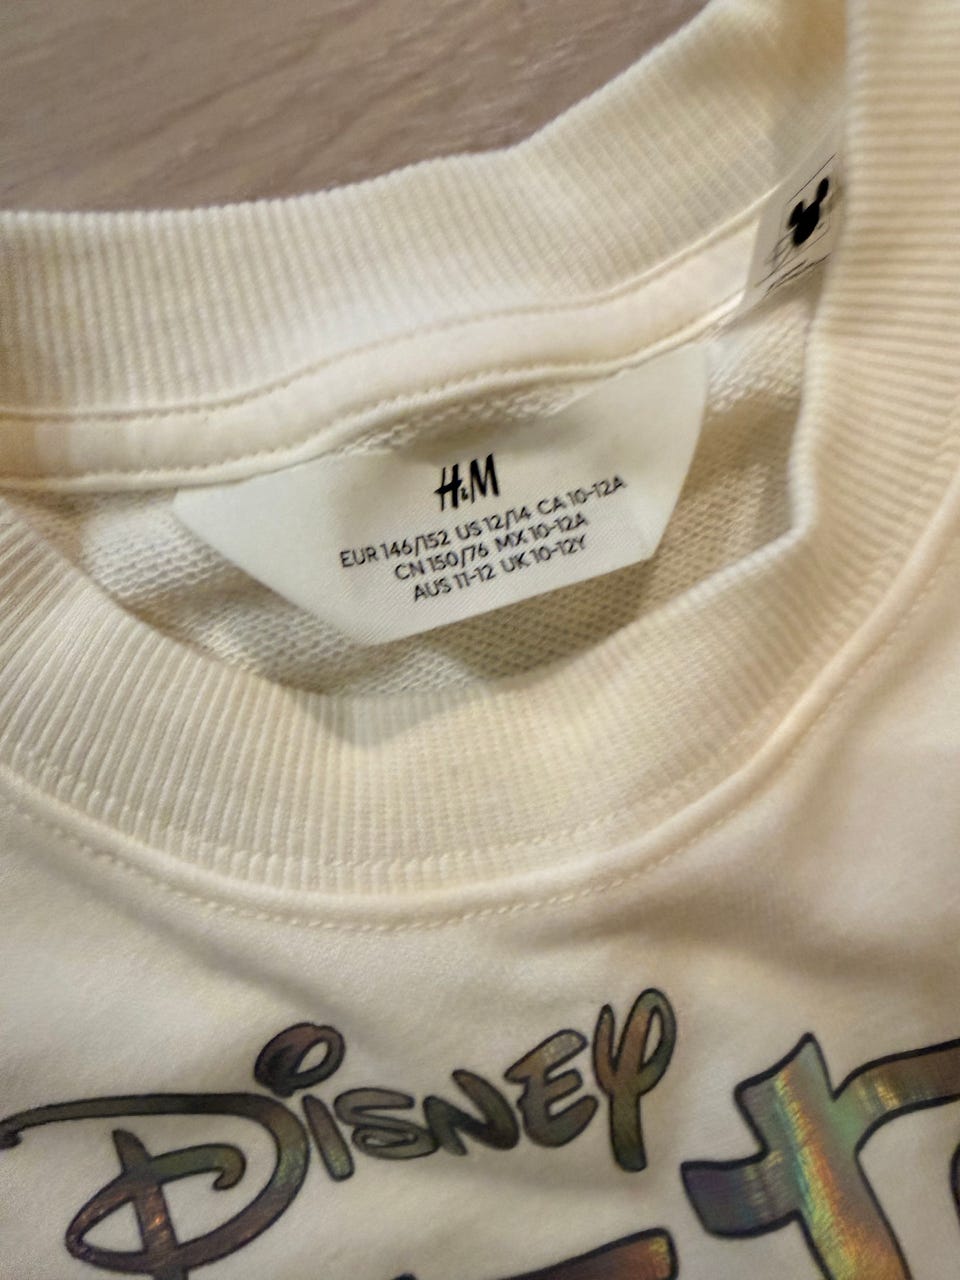 H&M
EUR 146/152 US 12/14 CA 10-12A
CN 150/76 MX 10-12A
AUS 11-12 UK 10-12Y
DISNEY